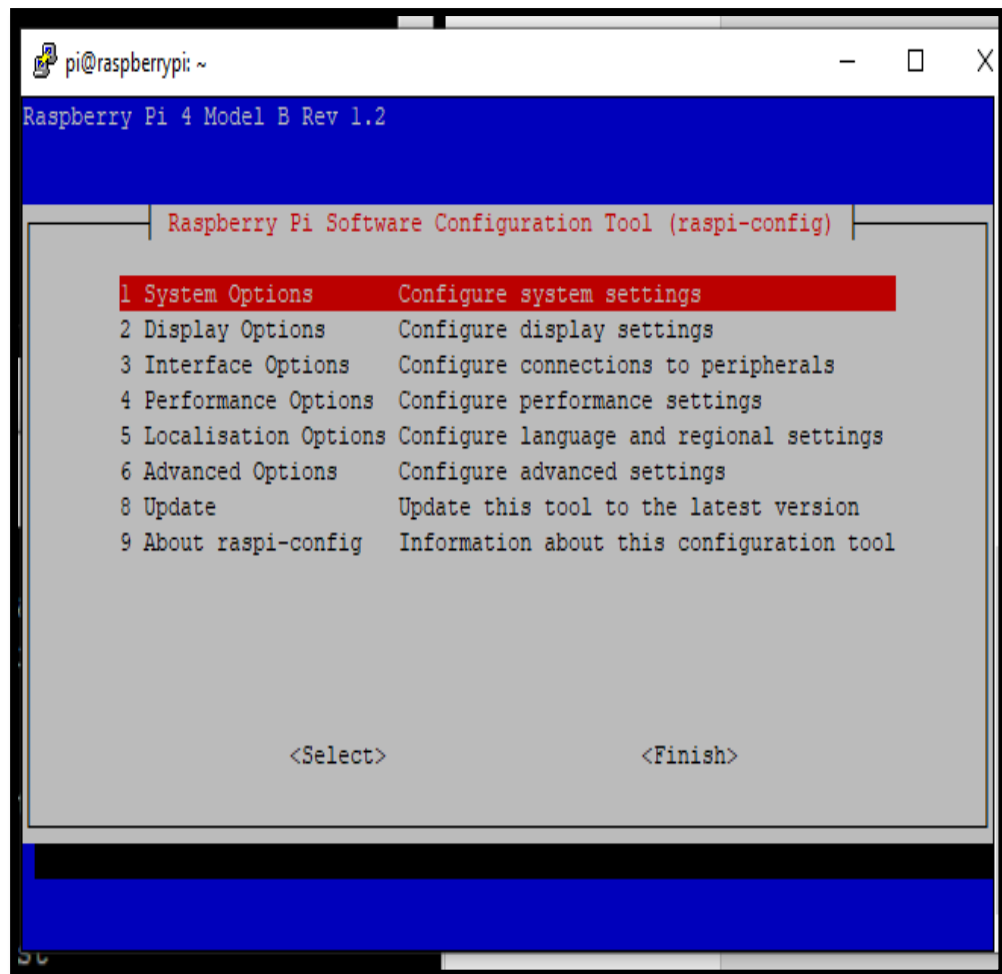 pi@raspberrypi: ~
Raspberry Pi 4 Model B Rev 1.2
Raspberry Pi Software Configuration Tool (raspi-config)
1 System Options Configure system settings
2 Display Options Configure display settings
3 Interface Options Configure connections to peripherals
4 Performance Options Configure performance settings
5 Localisation Options Configure language and regional settings
6 Advanced Options Configure advanced settings
8 Update Update this tool to the latest version
9 About raspi-config Information about this configuration tool
<Select> <Finish>